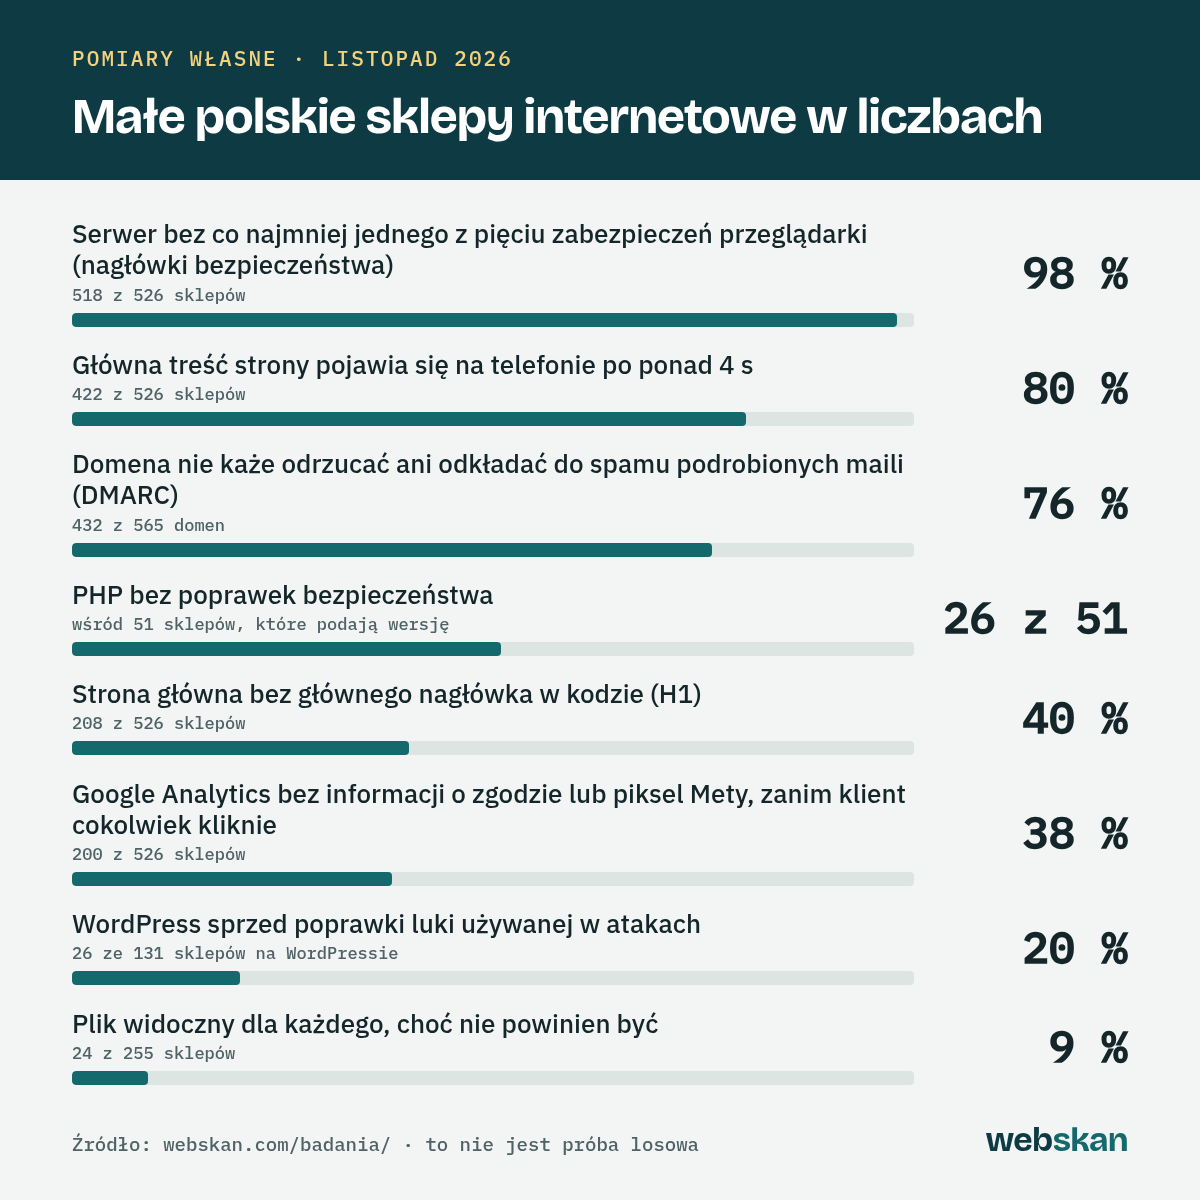 POMIARY WŁASNE · LISTOPAD 2026
Małe polskie sklepy internetowe w liczbach
Serwer bez co najmniej jednego z pięciu zabezpieczeń przeglądarki
(nagłówki bezpieczeństwa)
518 z 526 sklepów
98 %
Główna treść strony pojawia się na telefonie po ponad 4 s
422 z 526 sklepów
80 %
Domena nie każe odrzucać ani odkładać do spamu podrobionych maili
(DMARC)
432 z 565 domen
76 %
PHP bez poprawek bezpieczeństwa
wśród 51 sklepów, które podają wersję
26 z 51
Strona główna bez głównego nagłówka w kodzie (H1)
208 z 526 sklepów
40 %
Google Analytics bez informacji o zgodzie lub piksel Mety, zanim klient
cokolwiek kliknie
200 z 526 sklepów
38 %
WordPress sprzed poprawki luki używanej w atakach
26 ze 131 sklepów na WordPressie
20 %
Plik widoczny dla każdego, choć nie powinien być
24 z 255 sklepów
9 %
Źródło: webskan.com/badania/ · to nie jest próba losowa
webskan